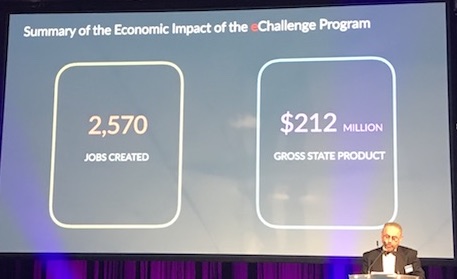 Summary of the Economic Impact of the eChallenge Program
2,570
JOBS CREATED
$212 MILLION
GROSS STATE PRODUCT